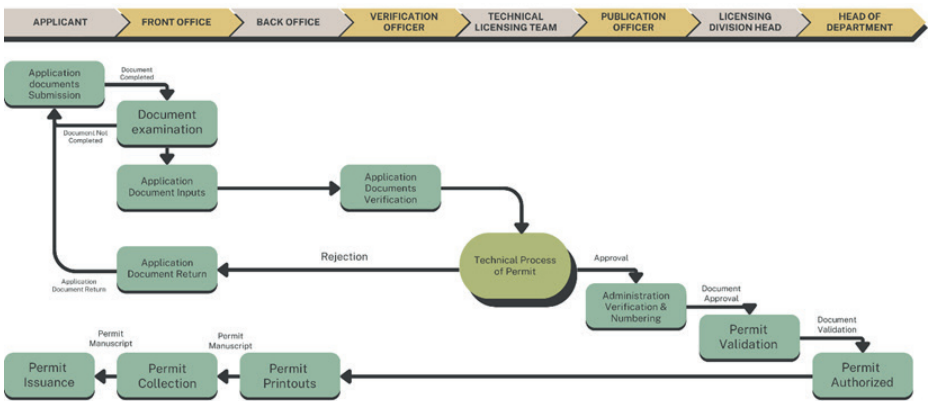 APPLICANT
FRONT OFFICE
BACK OFFICE
VERIFICATION
OFFICER
TECHNICAL
LICENSING TEAM
PUBLICATION
OFFICER
LICENSING
DIVISION HEAD
HEAD OF
DEPARTMENT
Application
documents
Submission
Document
Completed
Document
examination
Document Not
Completed
Application
Document Inputs
Application
Documents
Verification
Application
Document Return
Rejection
Technical Process
of Permit
Approval
Application
Document Return
Administration
Verification &
Numbering
Document
Approval
Permit
Validation
Document
Validation
Permit
Authorized
Permit
Printouts
Permit
Manuscript
Permit
Collection
Permit
Manuscript
Permit
Issuance